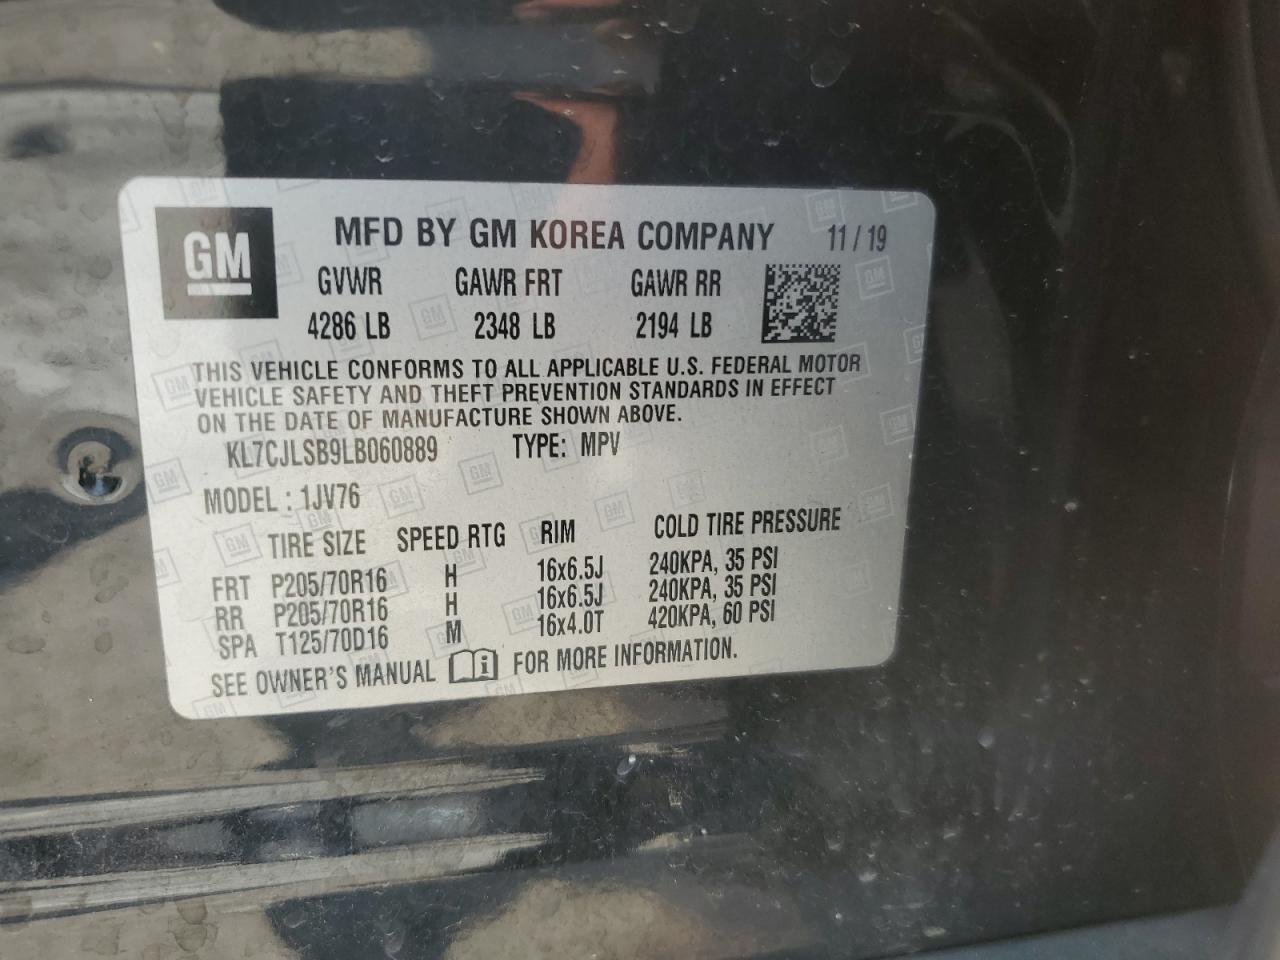 GM
MFD BY GM KOREA COMPANY 11 / 19
GVWR GAWR FRT GAWR RR
4286 LB 2348 LB 2194 LB
THIS VEHICLE CONFORMS TO ALL APPLICABLE U.S. FEDERAL MOTOR
VEHICLE SAFETY AND THEFT PREVENTION STANDARDS IN EFFECT
ON THE DATE OF MANUFACTURE SHOWN ABOVE.
KL7CJLSB9LB060889 TYPE: MPV
MODEL : 1JV76
TIRE SIZE SPEED RTG RIM COLD TIRE PRESSURE
FRT P205/70R16 H 16x6.5J 240KPA, 35 PSI
RR P205/70R16 H 16x6.5J 240KPA, 35 PSI
SPA T125/70D16 M 16x4.0T 420KPA, 60 PSI
SEE OWNER'S MANUAL FOR MORE INFORMATION.